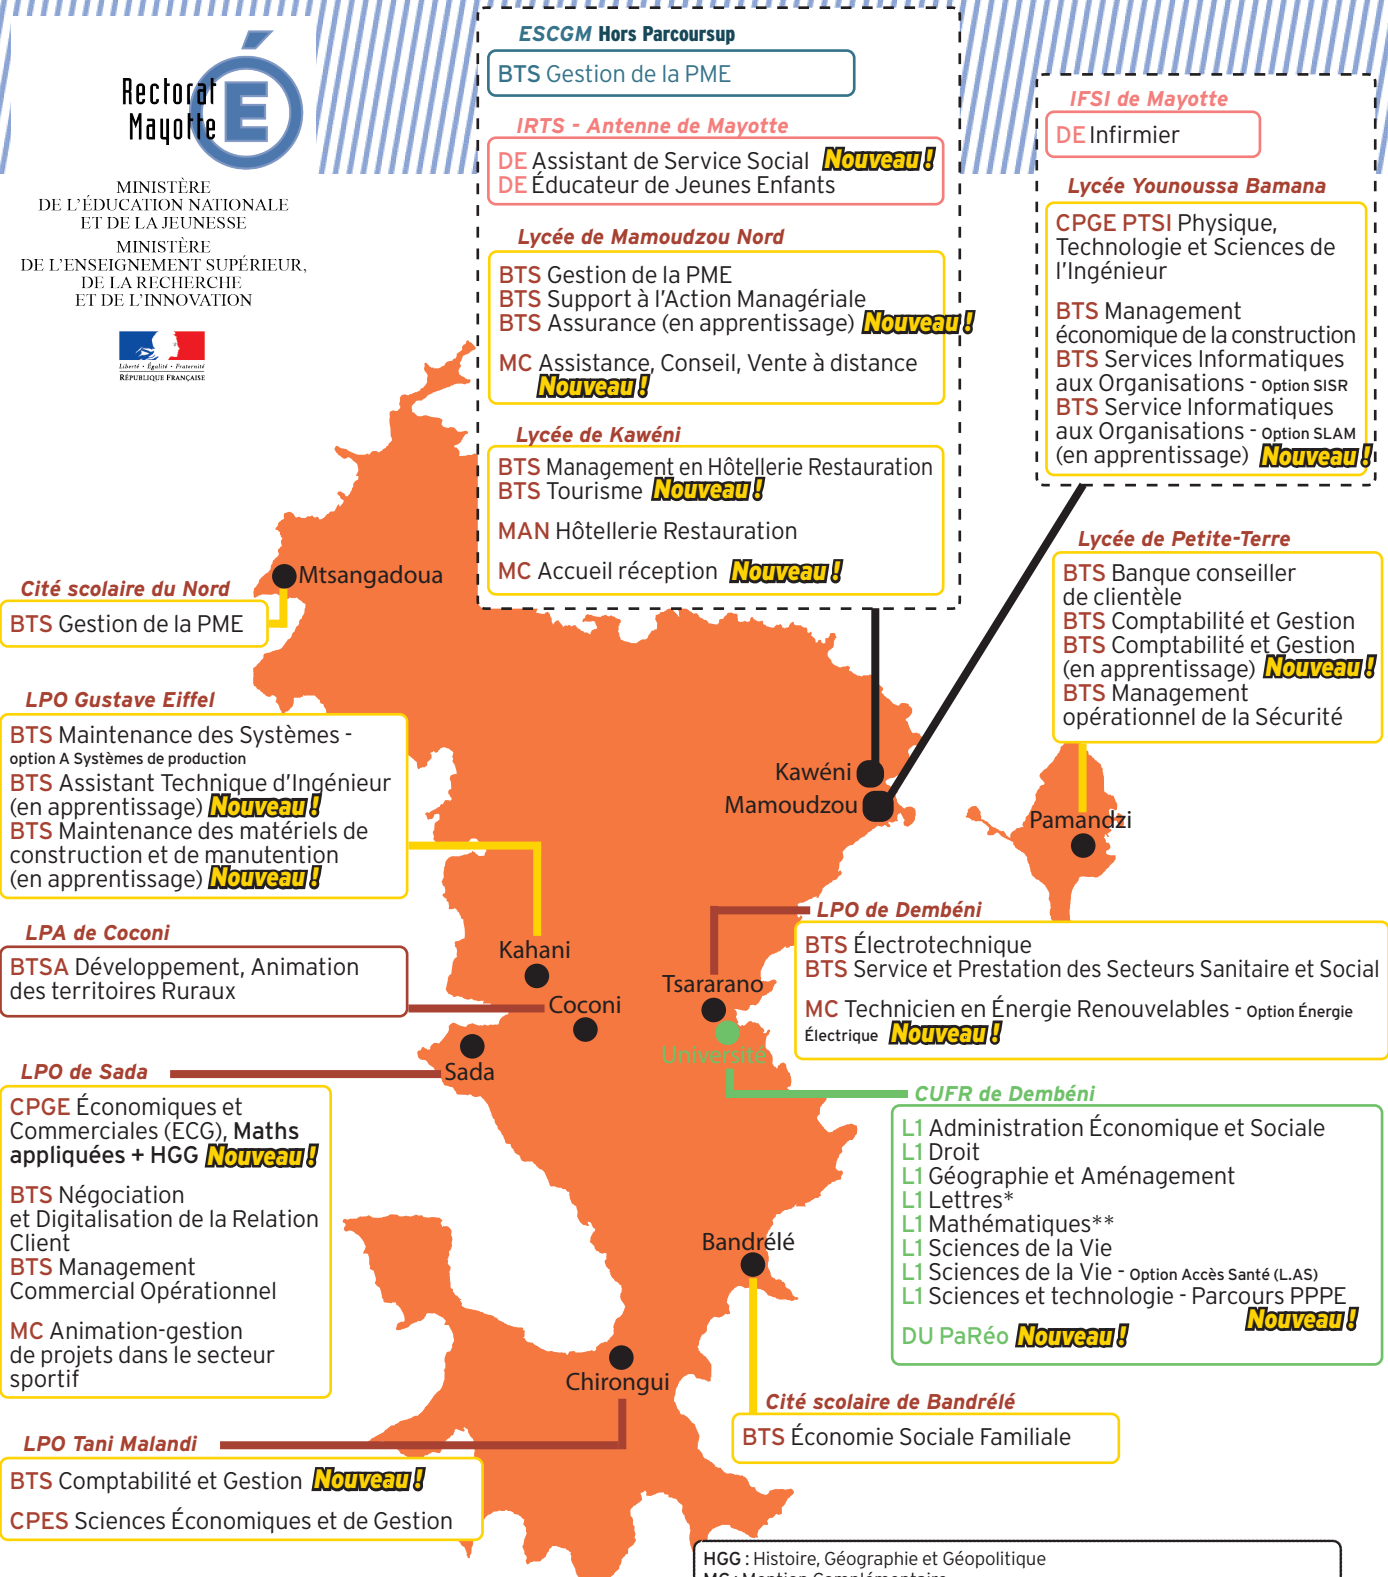 Rectorat
Mayotte
É
MINISTÈRE
DE L'ÉDUCATION NATIONALE
ET DE LA JEUNESSE
MINISTÈRE
DE L'ENSEIGNEMENT SUPÉRIEUR,
DE LA RECHERCHE
ET DE L'INNOVATION
Liberté • Égalité • Fraternité
RÉPUBLIQUE FRANÇAISE
ESCGM Hors Parcoursup
BTS Gestion de la PME
IRTS - Antenne de Mayotte
DE Assistant de Service Social Nouveau !
DE Éducateur de Jeunes Enfants
Lycée de Mamoudzou Nord
BTS Gestion de la PME
BTS Support à l'Action Managériale
BTS Assurance (en apprentissage) Nouveau !
MC Assistance, Conseil, Vente à distance
Nouveau !
Lycée de Kawéni
BTS Management en Hôtellerie Restauration
BTS Tourisme Nouveau !
MAN Hôtellerie Restauration
MC Accueil réception Nouveau !
IFSI de Mayotte
DE Infirmier
Lycée Younoussa Bamana
CPGE PTSI Physique,
Technologie et Sciences de
l'Ingénieur
BTS Management
économique de la construction
BTS Services Informatiques
aux Organisations - Option SISR
BTS Service Informatiques
aux Organisations - Option SLAM
(en apprentissage) Nouveau !
Lycée de Petite-Terre
BTS Banque conseiller
de clientèle
BTS Comptabilité et Gestion
BTS Comptabilité et Gestion
(en apprentissage) Nouveau !
BTS Management
opérationnel de la Sécurité
Mtsangadoua
Cité scolaire du Nord
BTS Gestion de la PME
LPO Gustave Eiffel
BTS Maintenance des Systèmes -
option A Systèmes de production
BTS Assistant Technique d'Ingénieur
(en apprentissage) Nouveau !
BTS Maintenance des matériels de
construction et de manutention
(en apprentissage) Nouveau !
Kawéni
Mamoudzou
Pamandzi
LPA de Coconi
BTSA Développement, Animation
des territoires Ruraux
Kahani
Coconi
Sada
Tsararano
Université
LPO de Dembéni
BTS Électrotechnique
BTS Service et Prestation des Secteurs Sanitaire et Social
MC Technicien en Énergie Renouvelables - Option Énergie
Électrique Nouveau !
LPO de Sada
CPGE Économiques et
Commerciales (ECG), Maths
appliquées + HGG Nouveau !
BTS Négociation
et Digitalisation de la Relation
Client
BTS Management
Commercial Opérationnel
MC Animation-gestion
de projets dans le secteur
sportif
CUFR de Dembéni
L1 Administration Économique et Sociale
L1 Droit
L1 Géographie et Aménagement
L1 Lettres*
L1 Mathématiques**
L1 Sciences de la Vie
L1 Sciences de la Vie - Option Accès Santé (L.AS)
L1 Sciences et technologie - Parcours PPPE
Nouveau !
DU PaRéo Nouveau !
Bandrélé
Chirongui
Cité scolaire de Bandrélé
BTS Économie Sociale Familiale
LPO Tani Malandi
BTS Comptabilité et Gestion Nouveau !
CPES Sciences Économiques et de Gestion
HGG : Histoire, Géographie et Géopolitique
MC : Mention Complémentaire